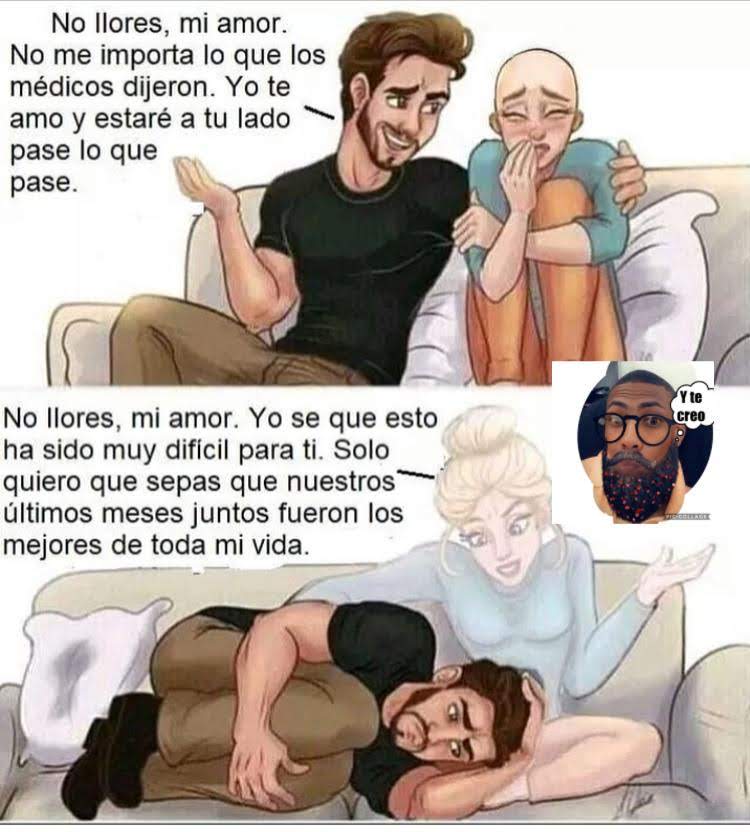 No llores, mi amor.
No me importa lo que los
médicos dijeron. Yo te
amo y estaré a tu lado
pase lo que
pase.
Y te
creo
PIC•COLLAGE
No llores, mi amor. Yo se que esto
ha sido muy difícil para ti. Solo
quiero que sepas que nuestros
últimos meses juntos fueron los
mejores de toda mi vida.